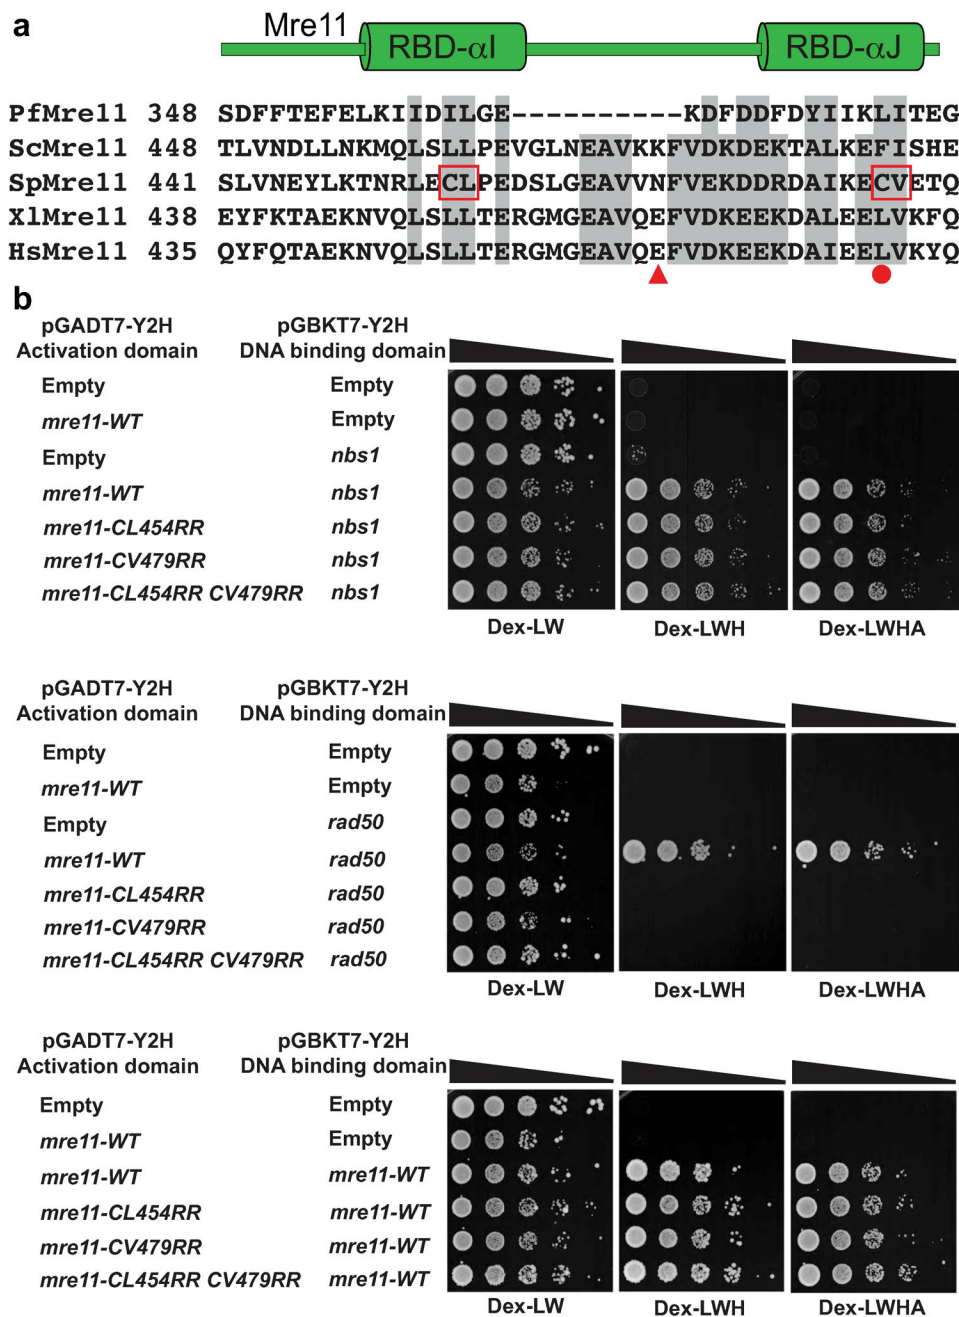 a
Mre11
RBD-αI
RBD-αJ
PfMre11 348 SDFFTEFELKIIDILGE----------KDFDDFDYIIKLITEG
ScMre11 448 TLVNDLLNKMQLSLLPEVGLNEAVKKFVDKDEKTALKEFISHE
SpMre11 441 SLVNEYLKTNRLECLPEDSLGEAVVNFVEKDDRDAIKECVETQ
XlMre11 438 EYFKTAEKNVQLSLLTERGMGEAVQEFVDKEEKDALEELVKFQ
HsMre11 435 QYFQTAEKNVQLSLLTERGMGEAVQEFVDKEEKDAIEELVKYQ
b
pGADT7-Y2H pGBKT7-Y2H
Activation domain DNA binding domain
Empty Empty
mre11-WT Empty
Empty nbs1
mre11-WT nbs1
mre11-CL454RR nbs1
mre11-CV479RR nbs1
mre11-CL454RR CV479RR nbs1
Dex-LW Dex-LWH Dex-LWHA
pGADT7-Y2H pGBKT7-Y2H
Activation domain DNA binding domain
Empty Empty
mre11-WT Empty
Empty rad50
mre11-WT rad50
mre11-CL454RR rad50
mre11-CV479RR rad50
mre11-CL454RR CV479RR rad50
Dex-LW Dex-LWH Dex-LWHA
pGADT7-Y2H pGBKT7-Y2H
Activation domain DNA binding domain
Empty Empty
mre11-WT Empty
mre11-WT mre11-WT
mre11-CL454RR mre11-WT
mre11-CV479RR mre11-WT
mre11-CL454RR CV479RR mre11-WT
Dex-LW Dex-LWH Dex-LWHA